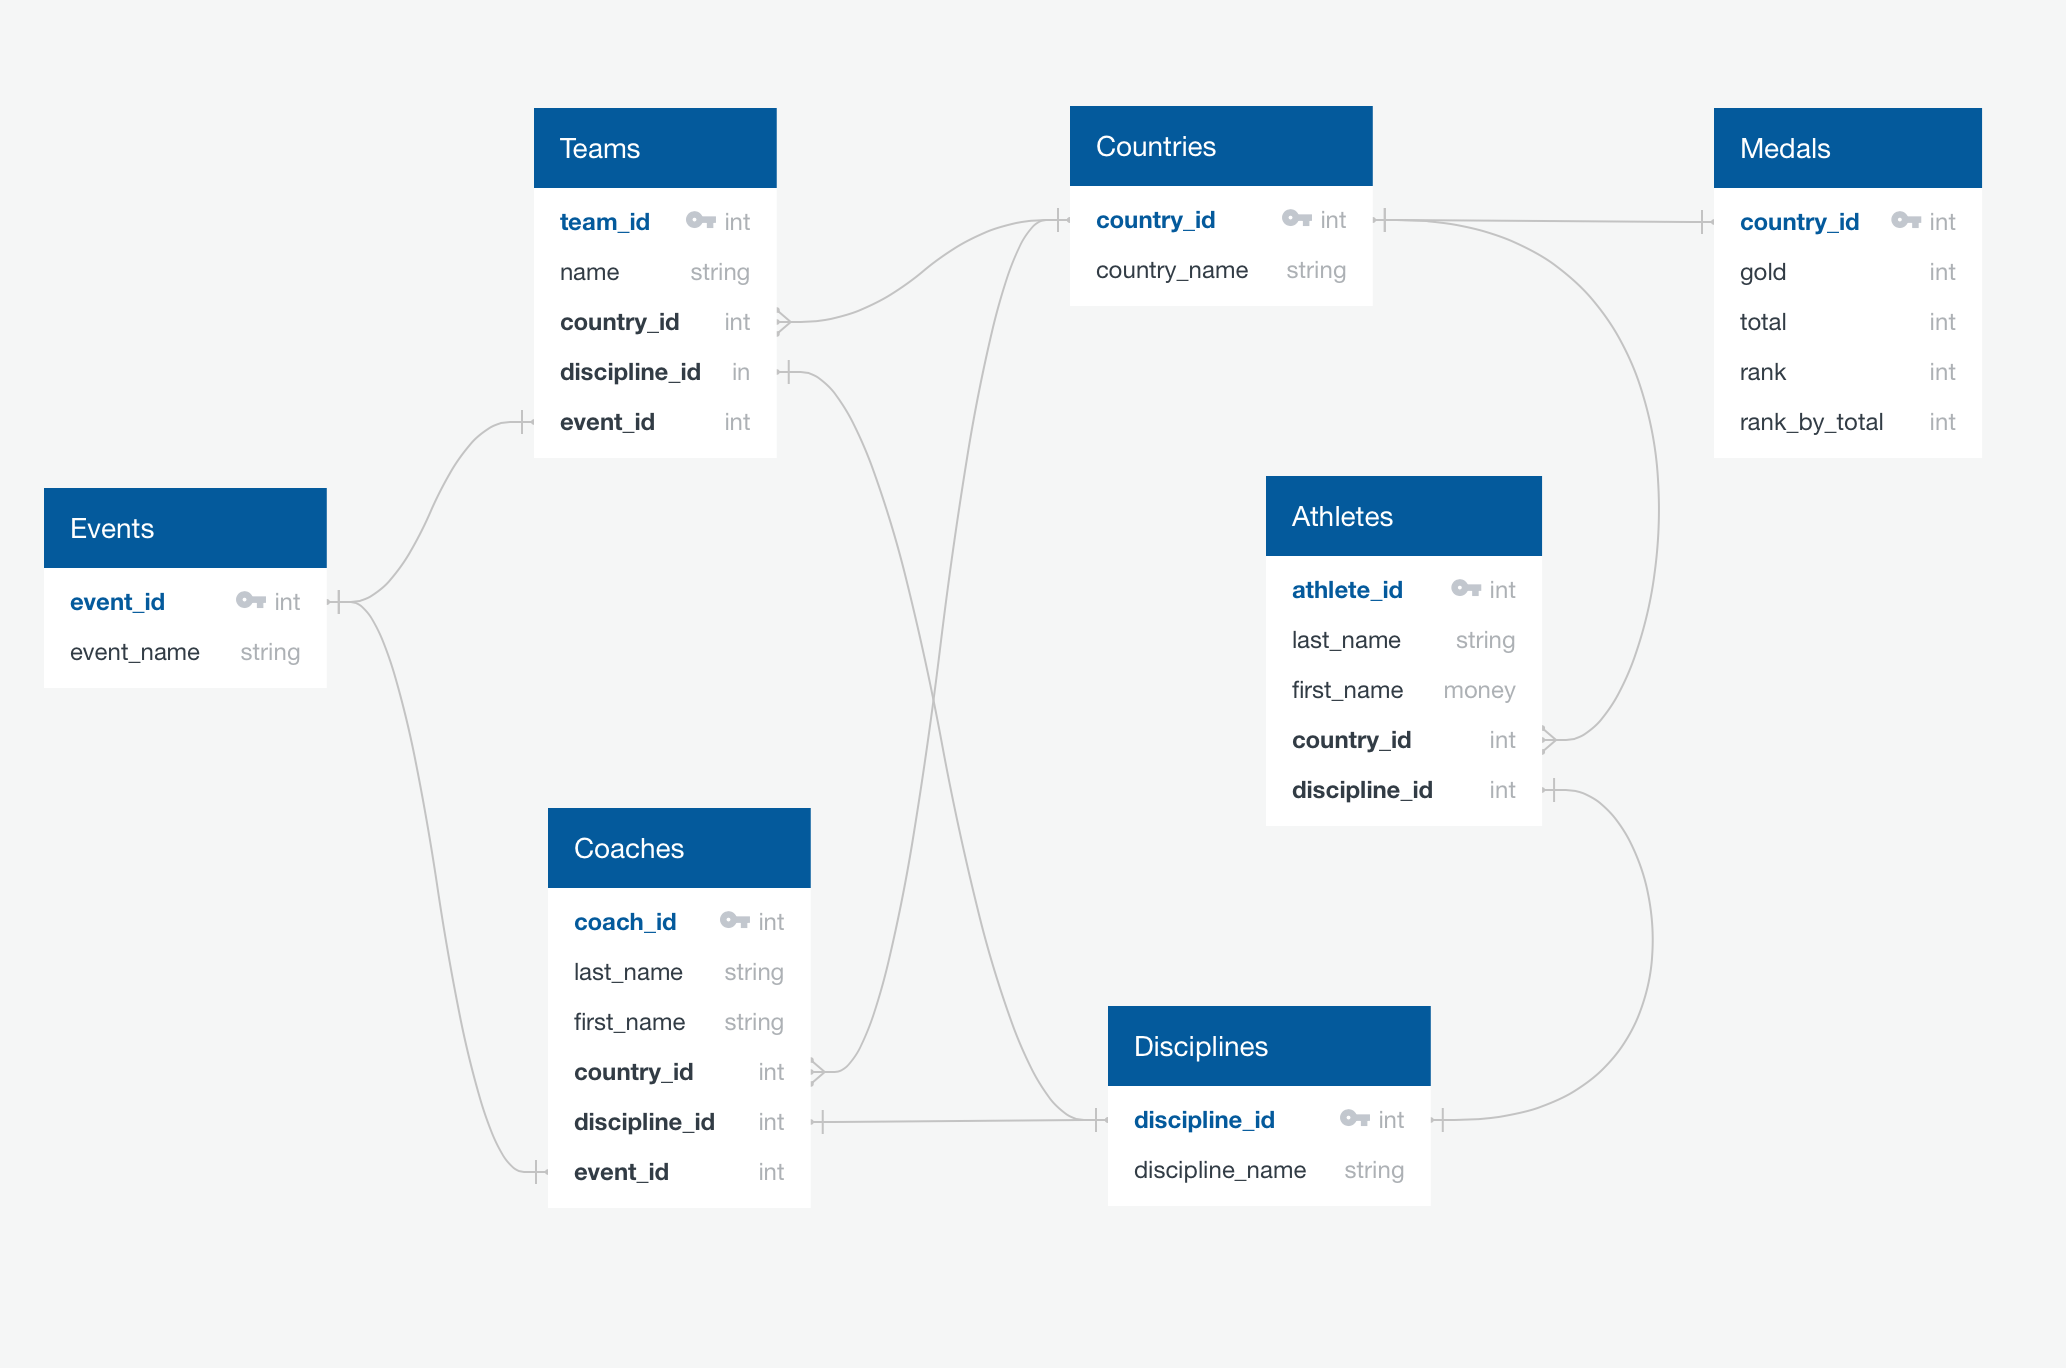 Teams
team_id int
name string
country_id int
discipline_id in
event_id int
Countries
country_id int
country_name string
Medals
country_id int
gold int
total int
rank int
rank_by_total int
Events
event_id int
event_name string
Athletes
athlete_id int
last_name string
first_name money
country_id int
discipline_id int
Coaches
coach_id int
last_name string
first_name string
country_id int
discipline_id int
event_id int
Disciplines
discipline_id int
discipline_name string